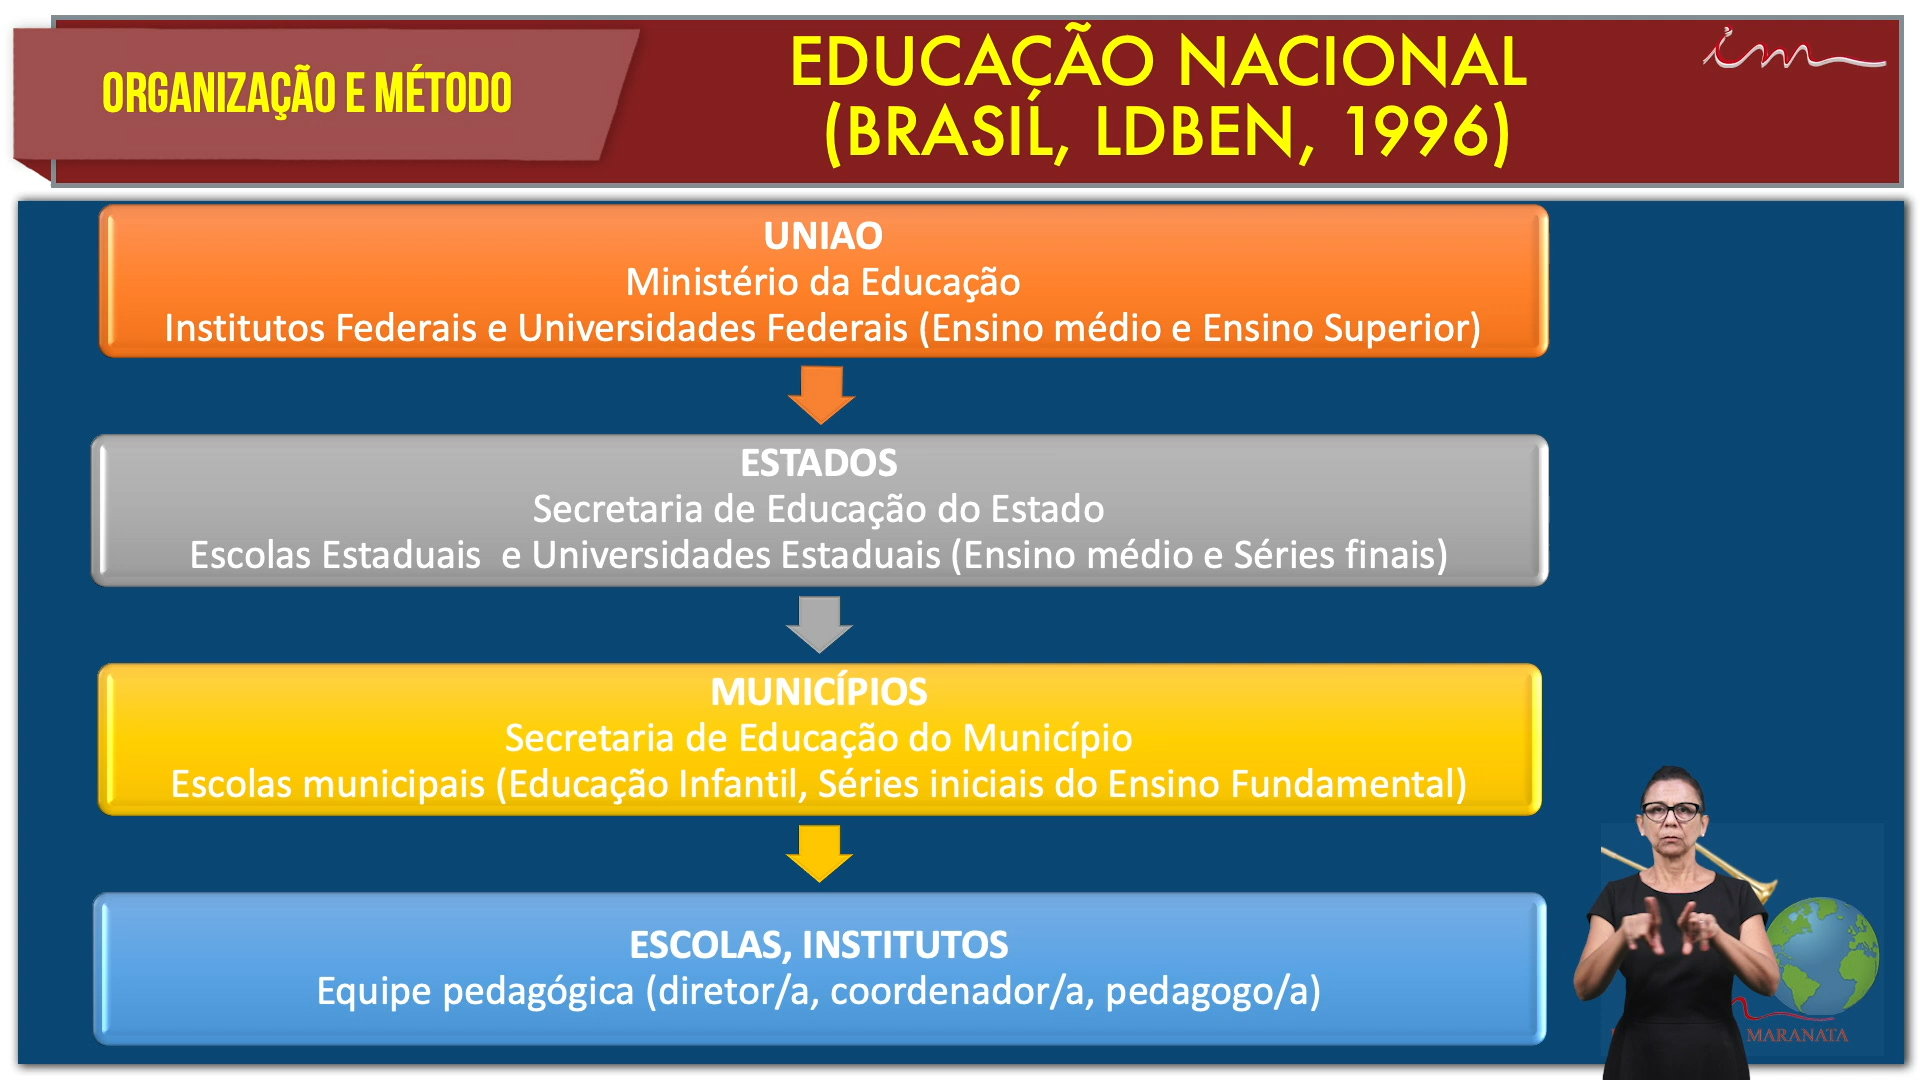 ORGANIZAÇÃO E MÉTODO
EDUCAÇÃO NACIONAL
(BRASIL, LDBEN, 1996)
im
UNIAO
Ministério da Educação
Institutos Federais e Universidades Federais (Ensino médio e Ensino Superior)
ESTADOS
Secretaria de Educação do Estado
Escolas Estaduais e Universidades Estaduais (Ensino médio e Séries finais)
MUNICÍPIOS
Secretaria de Educação do Município
Escolas municipais (Educação Infantil, Séries iniciais do Ensino Fundamental)
ESCOLAS, INSTITUTOS
Equipe pedagógica (diretor/a, coordenador/a, pedagogo/a)
MARANATA